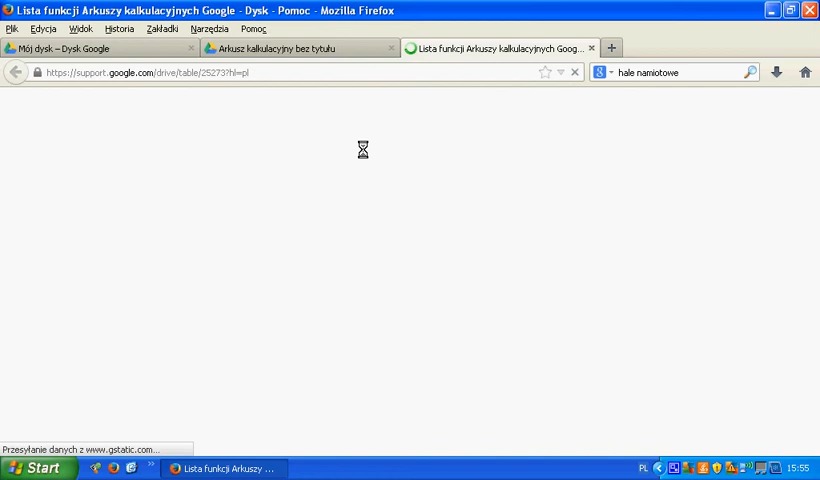 Lista funkcji Arkuszy kalkulacyjnych Google - Dysk - Pomoc - Mozilla Firefox
Plik Edycja Widok Historia Zakładki Narzędzia Pomoc
Mój dysk – Dysk Google Arkusz kalkulacyjny bez tytułu Lista funkcji Arkuszy kalkulacyjnych Goog...
https://support.google.com/drive/table/25273?hl=pl hale namiotowe
Przesyłanie danych z www.gstatic.com...
Start Lista funkcji Arkuszy ... PL 15:55